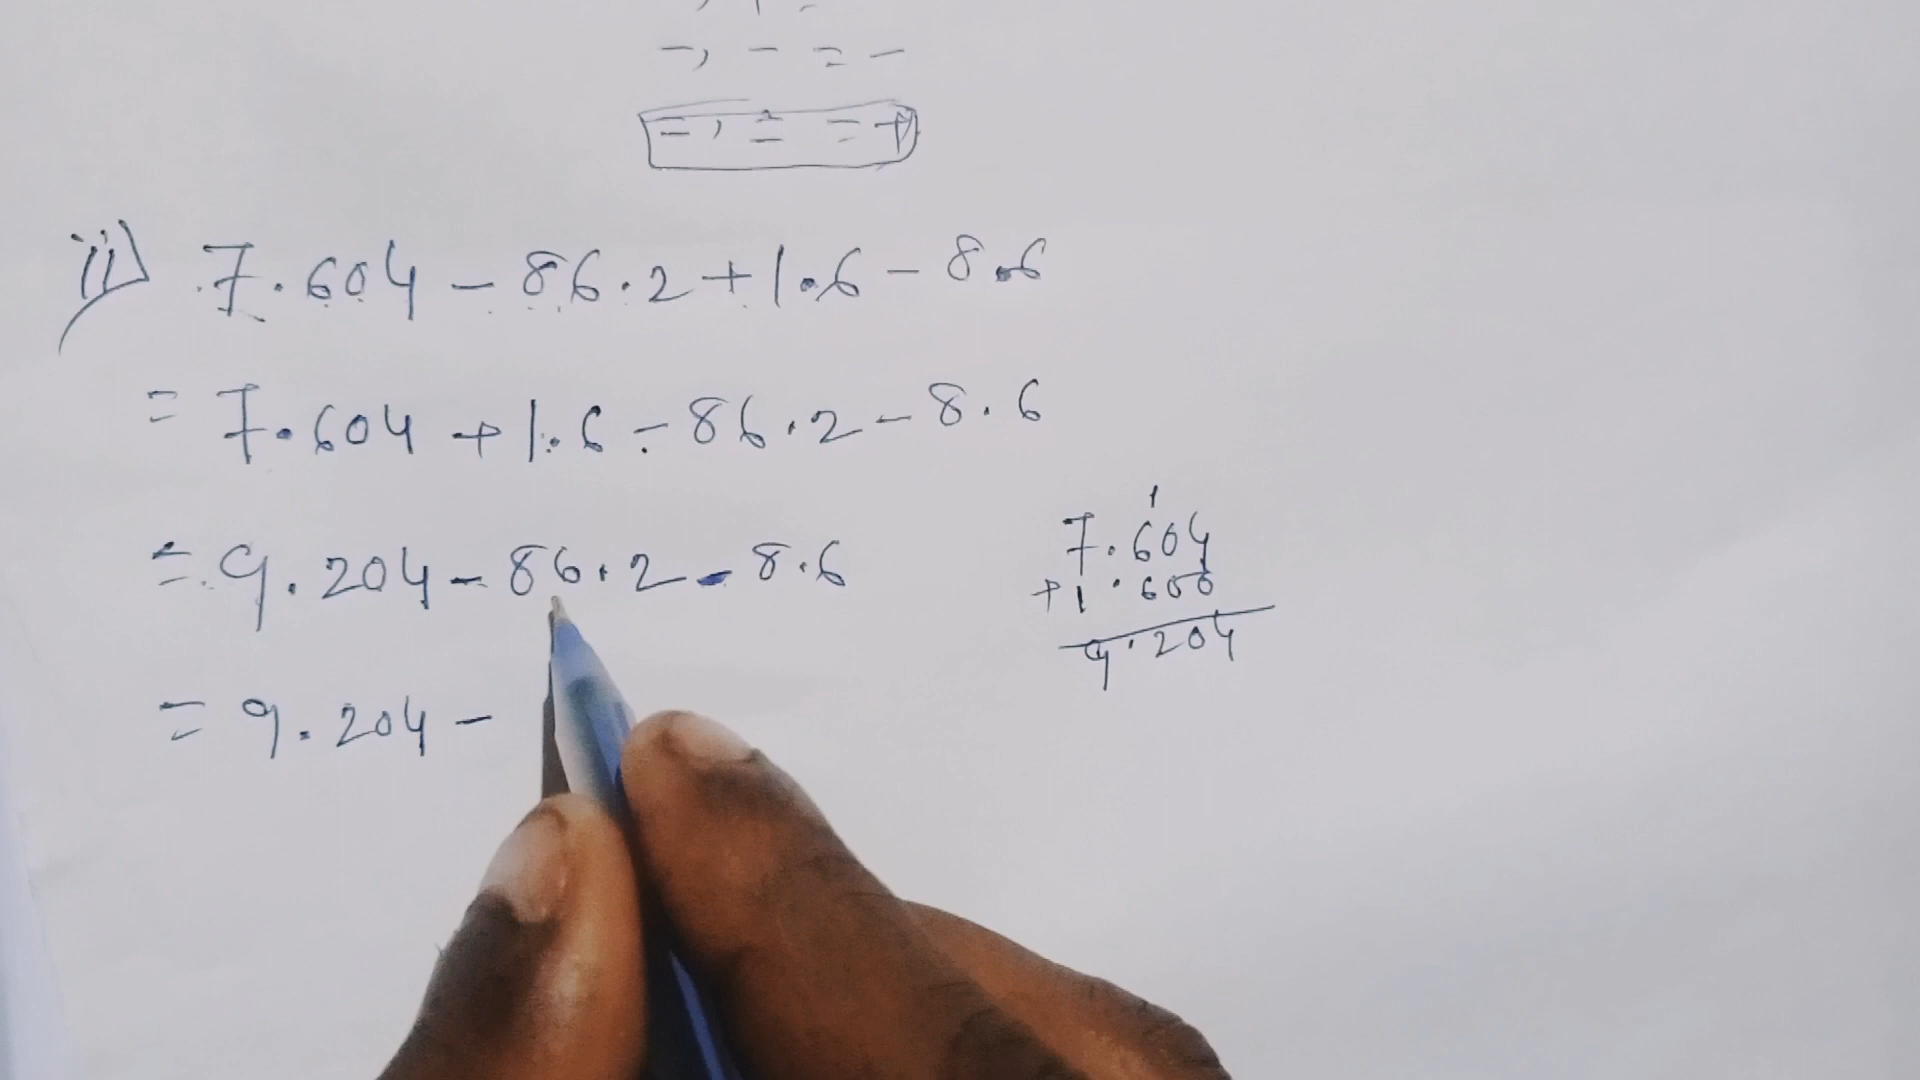 -, - = -
-, = = +
ii) 7.604 - 86.2 + 1.6 - 8.6
= 7.604 + 1.6 - 86.2 - 8.6
= 9.204 - 86.2 - 8.6
= 9.204 -
1
7.604
+ 1.600
9.204